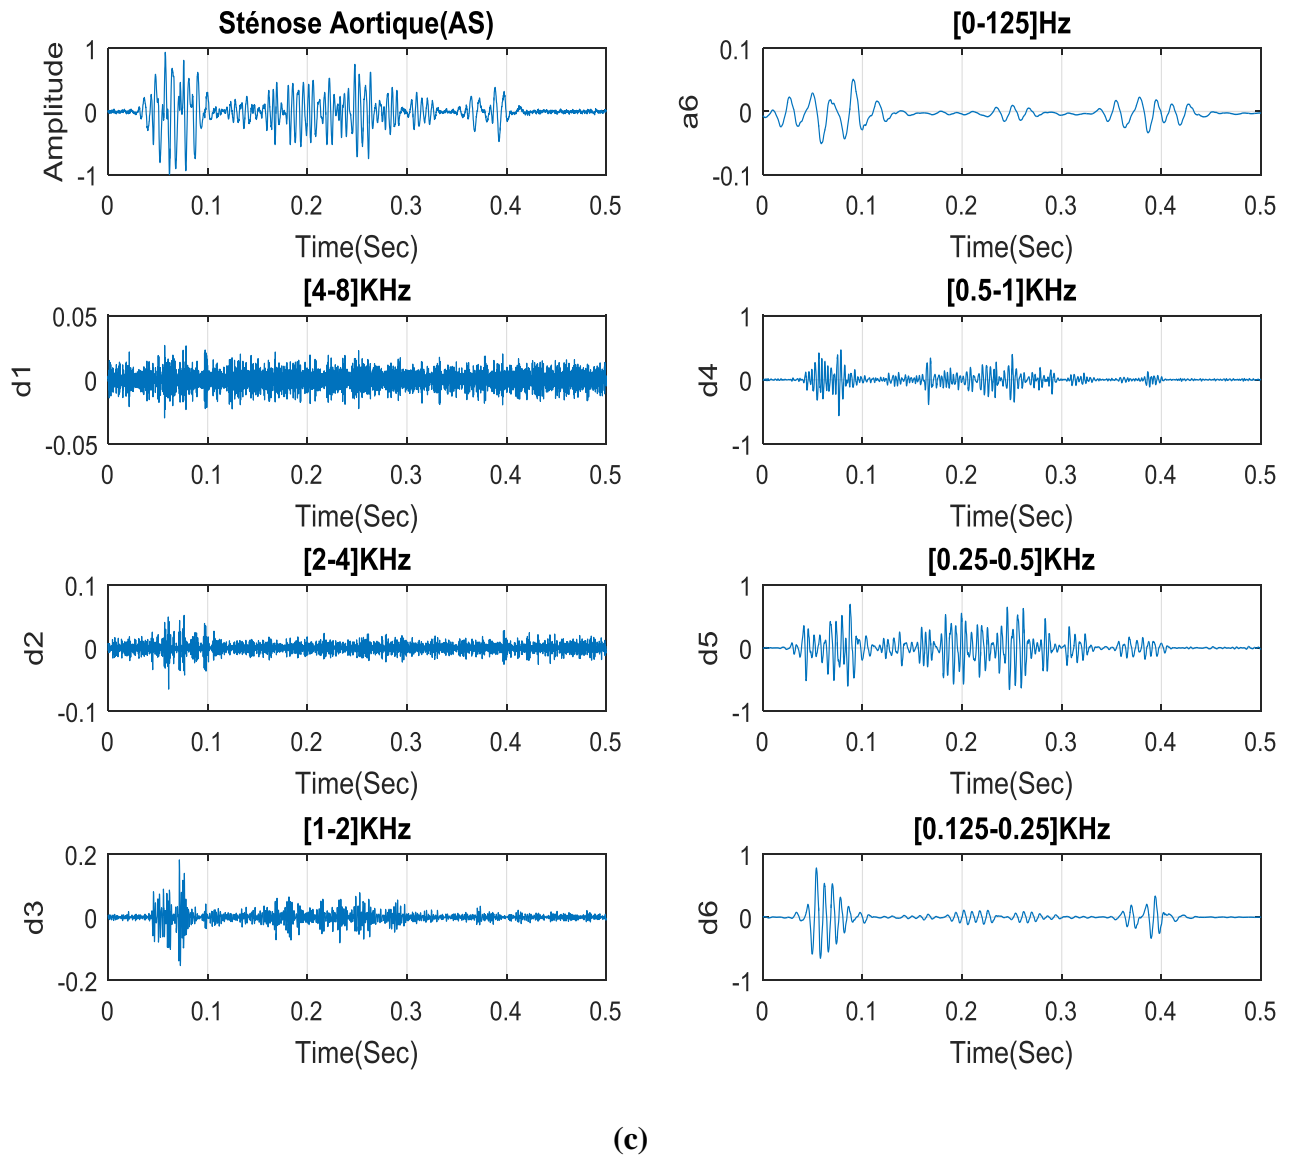 Sténose Aortique(AS)
Amplitude
1
0
-1
0 0.1 0.2 0.3 0.4 0.5
Time(Sec)
[0-125]Hz
a6
0.1
0
-0.1
0 0.1 0.2 0.3 0.4 0.5
Time(Sec)
[4-8]KHz
d1
0.05
0
-0.05
0 0.1 0.2 0.3 0.4 0.5
Time(Sec)
[0.5-1]KHz
d4
1
0
-1
0 0.1 0.2 0.3 0.4 0.5
Time(Sec)
[2-4]KHz
d2
0.1
0
-0.1
0 0.1 0.2 0.3 0.4 0.5
Time(Sec)
[0.25-0.5]KHz
d5
1
0
-1
0 0.1 0.2 0.3 0.4 0.5
Time(Sec)
[1-2]KHz
d3
0.2
0
-0.2
0 0.1 0.2 0.3 0.4 0.5
Time(Sec)
[0.125-0.25]KHz
d6
1
0
-1
0 0.1 0.2 0.3 0.4 0.5
Time(Sec)
(c)